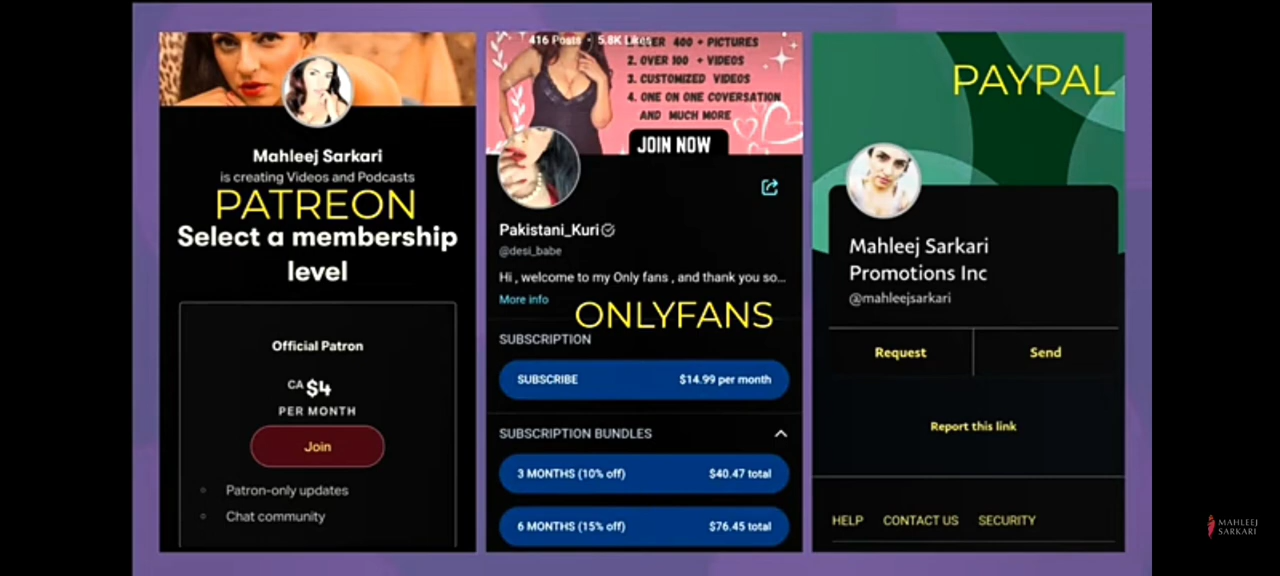 Mahleej Sarkari
is creating Videos and Podcasts
PATREON
Select a membership
level
Official Patron
CA $4
PER MONTH
Join
Patron-only updates
Chat community
416 Posts • 5.8K Likes
OVER 400 + PICTURES
2. OVER 100 + VIDEOS
3. CUSTOMIZED VIDEOS
4. ONE ON ONE COVERSATION
AND MUCH MORE
JOIN NOW
Pakistani_Kuri
@desi_babe
Hi , welcome to my Only fans , and thank you so...
More info
ONLYFANS
SUBSCRIPTION
SUBSCRIBE $14.99 per month
SUBSCRIPTION BUNDLES
3 MONTHS (10% off) $40.47 total
6 MONTHS (15% off) $76.45 total
PAYPAL
Mahleej Sarkari
Promotions Inc
@mahleejsarkari
Request Send
Report this link
HELP CONTACT US SECURITY
MAHLEEJ
SARKARI